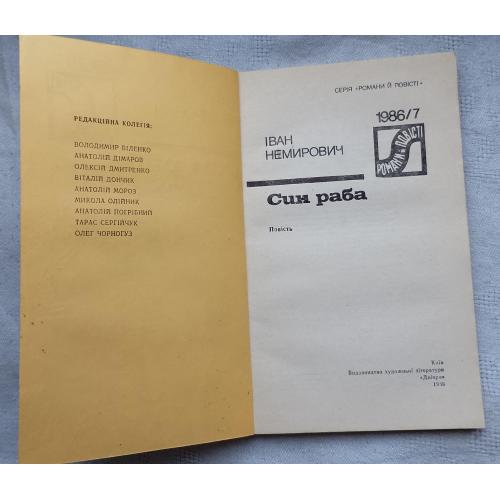 РЕДАКЦІЙНА КОЛЕГІЯ:
ВОЛОДИМИР БІЛЕНКО
АНАТОЛІЙ ДІМАРОВ
ОЛЕКСІЙ ДМИТРЕНКО
ВІТАЛІЙ ДОНЧИК
АНАТОЛІЙ МОРОЗ
МИКОЛА ОЛІЙНИК
АНАТОЛІЙ ПОГРІБНИЙ
ТАРАС СЕРГІЙЧУК
ОЛЕГ ЧОРНОГУЗ
СЕРІЯ «РОМАНИ Й ПОВІСТІ»
1986/7
РОМАНИ Й ПОВІСТІ
ІВАН
НЕМИРОВИЧ
Син раба
Повість
Київ
Видавництво художньої літератури
«Дніпро»
1986